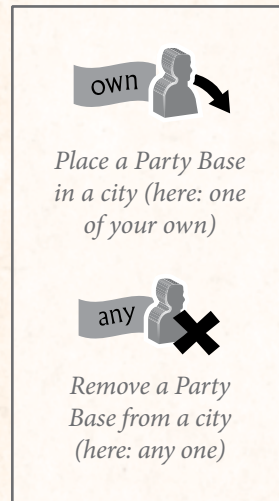 own
Place a Party Base
in a city (here: one
of your own)
any
Remove a Party
Base from a city
(here: any one)